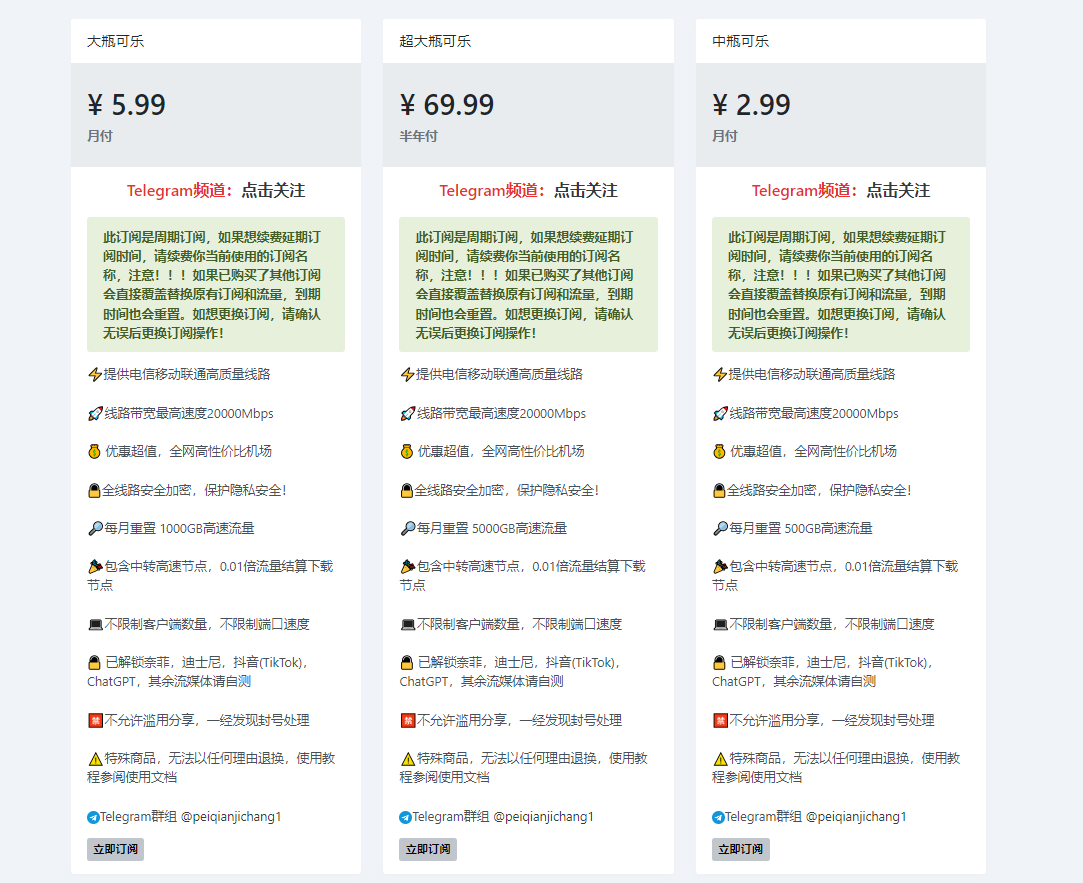 大瓶可乐
¥ 5.99
月付
Telegram频道：点击关注
此订阅是周期订阅，如果想续费延期订
阅时间，请续费你当前使用的订阅名
称，注意！！！如果已购买了其他订阅
会直接覆盖替换原有订阅和流量，到期
时间也会重置。如想更换订阅，请确认
无误后更换订阅操作！
⚡提供电信移动联通高质量线路
🚀线路带宽最高速度20000Mbps
💰 优惠超值，全网高性价比机场
🔒全线路安全加密，保护隐私安全！
🔎每月重置 1000GB高速流量
🎉包含中转高速节点，0.01倍流量结算下载
节点
💻不限制客户端数量，不限制端口速度
🔒 已解锁奈菲，迪士尼，抖音(TikTok)，
ChatGPT，其余流媒体请自测
🈲不允许滥用分享，一经发现封号处理
⚠️特殊商品，无法以任何理由退换，使用教
程参阅使用文档
Telegram群组 @peiqianjichang1
立即订阅
超大瓶可乐
¥ 69.99
半年付
Telegram频道：点击关注
此订阅是周期订阅，如果想续费延期订
阅时间，请续费你当前使用的订阅名
称，注意！！！如果已购买了其他订阅
会直接覆盖替换原有订阅和流量，到期
时间也会重置。如想更换订阅，请确认
无误后更换订阅操作！
⚡提供电信移动联通高质量线路
🚀线路带宽最高速度20000Mbps
💰 优惠超值，全网高性价比机场
🔒全线路安全加密，保护隐私安全！
🔎每月重置 5000GB高速流量
🎉包含中转高速节点，0.01倍流量结算下载
节点
💻不限制客户端数量，不限制端口速度
🔒 已解锁奈菲，迪士尼，抖音(TikTok)，
ChatGPT，其余流媒体请自测
🈲不允许滥用分享，一经发现封号处理
⚠️特殊商品，无法以任何理由退换，使用教
程参阅使用文档
Telegram群组 @peiqianjichang1
立即订阅
中瓶可乐
¥ 2.99
月付
Telegram频道：点击关注
此订阅是周期订阅，如果想续费延期订
阅时间，请续费你当前使用的订阅名
称，注意！！！如果已购买了其他订阅
会直接覆盖替换原有订阅和流量，到期
时间也会重置。如想更换订阅，请确认
无误后更换订阅操作！
⚡提供电信移动联通高质量线路
🚀线路带宽最高速度20000Mbps
💰 优惠超值，全网高性价比机场
🔒全线路安全加密，保护隐私安全！
🔎每月重置 500GB高速流量
🎉包含中转高速节点，0.01倍流量结算下载
节点
💻不限制客户端数量，不限制端口速度
🔒 已解锁奈菲，迪士尼，抖音(TikTok)，
ChatGPT，其余流媒体请自测
🈲不允许滥用分享，一经发现封号处理
⚠️特殊商品，无法以任何理由退换，使用教
程参阅使用文档
Telegram群组 @peiqianjichang1
立即订阅